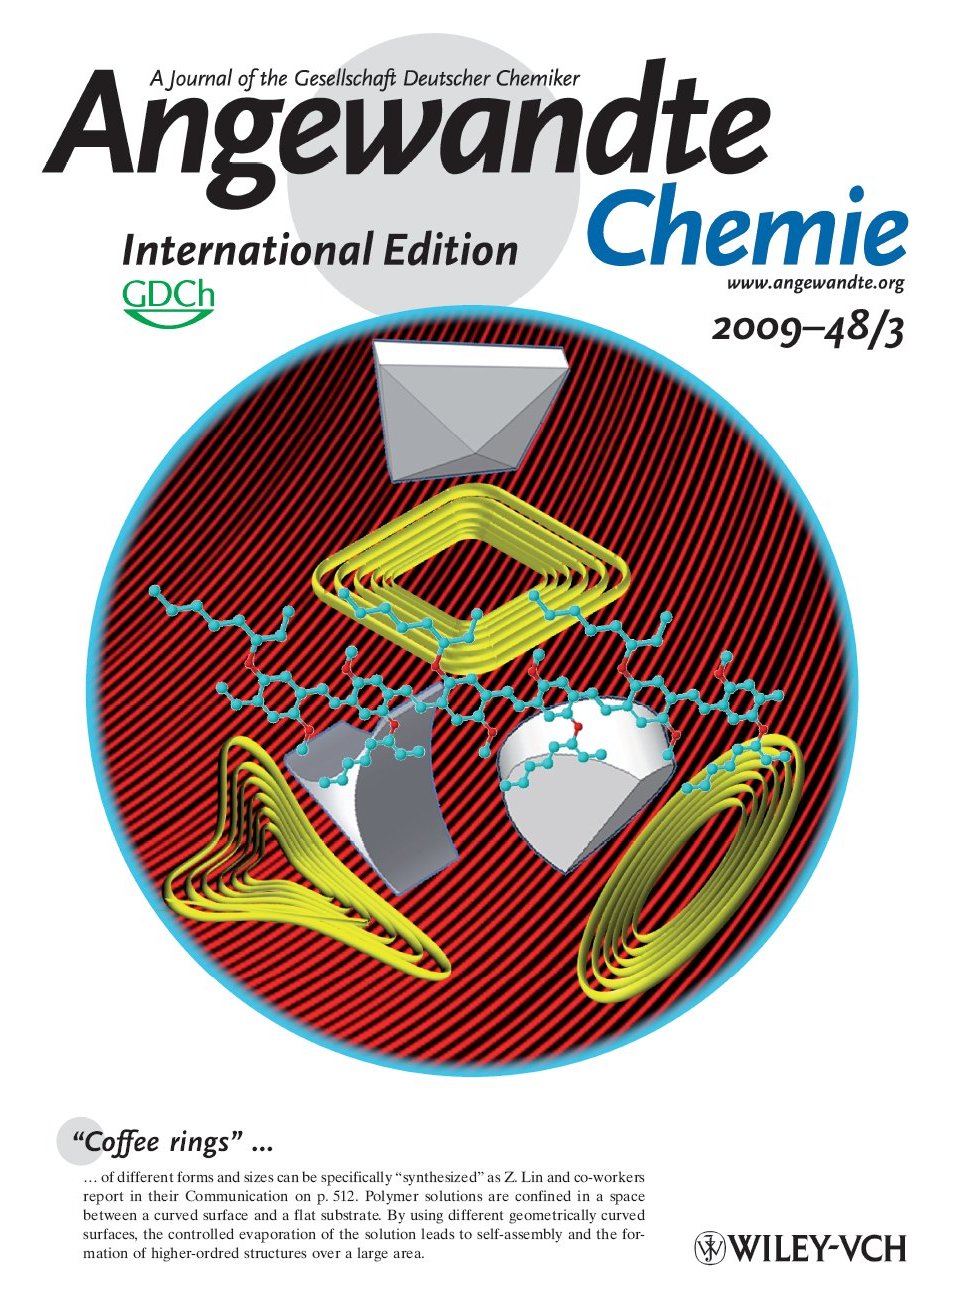 A Journal of the Gesellschaft Deutscher Chemiker
Angewandte
Chemie
International Edition
GDCh
www.angewandte.org
2009–48/3
“Coffee rings” ...
… of different forms and sizes can be specifically “synthesized” as Z. Lin and co-workers
report in their Communication on p. 512. Polymer solutions are confined in a space
between a curved surface and a flat substrate. By using different geometrically curved
surfaces, the controlled evaporation of the solution leads to self-assembly and the for-
mation of higher-ordred structures over a large area.
WILEY-VCH